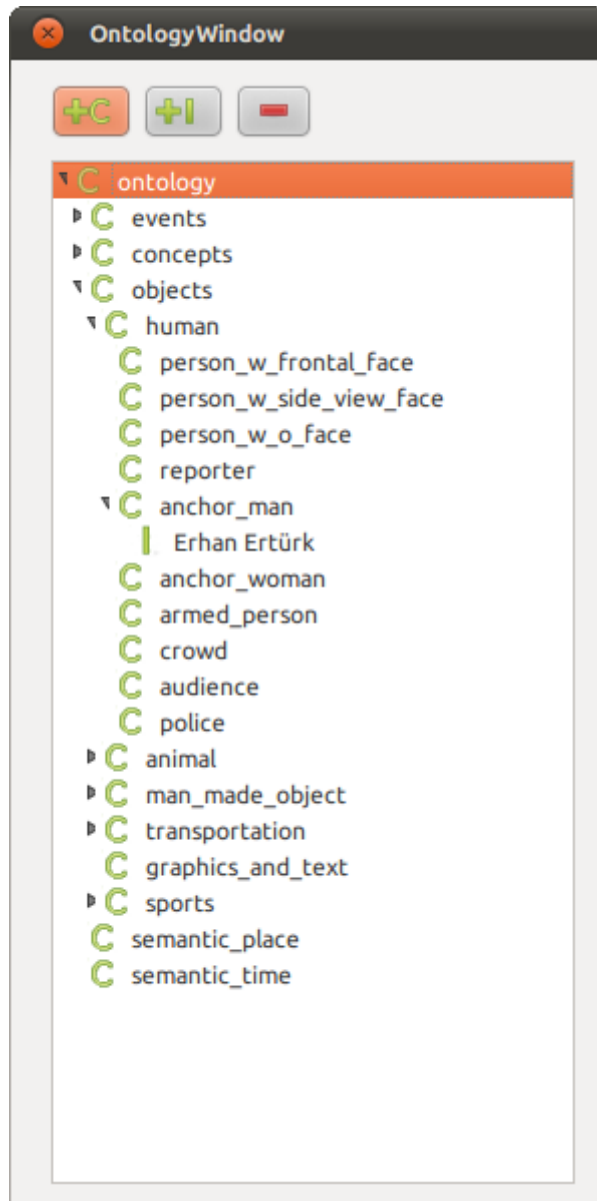 OntologyWindow
+C +I
C ontology
C events
C concepts
C objects
C human
C person_w_frontal_face
C person_w_side_view_face
C person_w_o_face
C reporter
C anchor_man
I Erhan Ertürk
C anchor_woman
C armed_person
C crowd
C audience
C police
C animal
C man_made_object
C transportation
C graphics_and_text
C sports
C semantic_place
C semantic_time